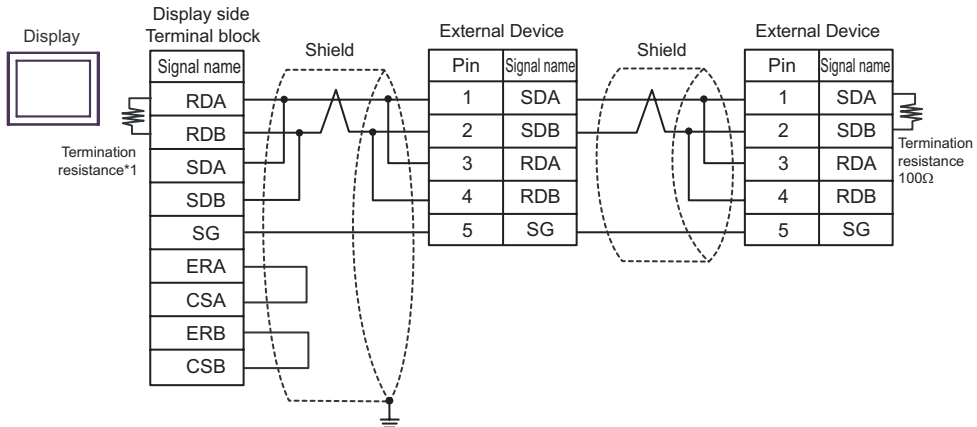 Display
Display side
Terminal block
Signal name
RDA
RDB
SDA
SDB
SG
ERA
CSA
ERB
CSB
Termination
resistance*1
Shield
External Device
Pin Signal name
1 SDA
2 SDB
3 RDA
4 RDB
5 SG
Shield
External Device
Pin Signal name
1 SDA
2 SDB
3 RDA
4 RDB
5 SG
Termination
resistance
100Ω